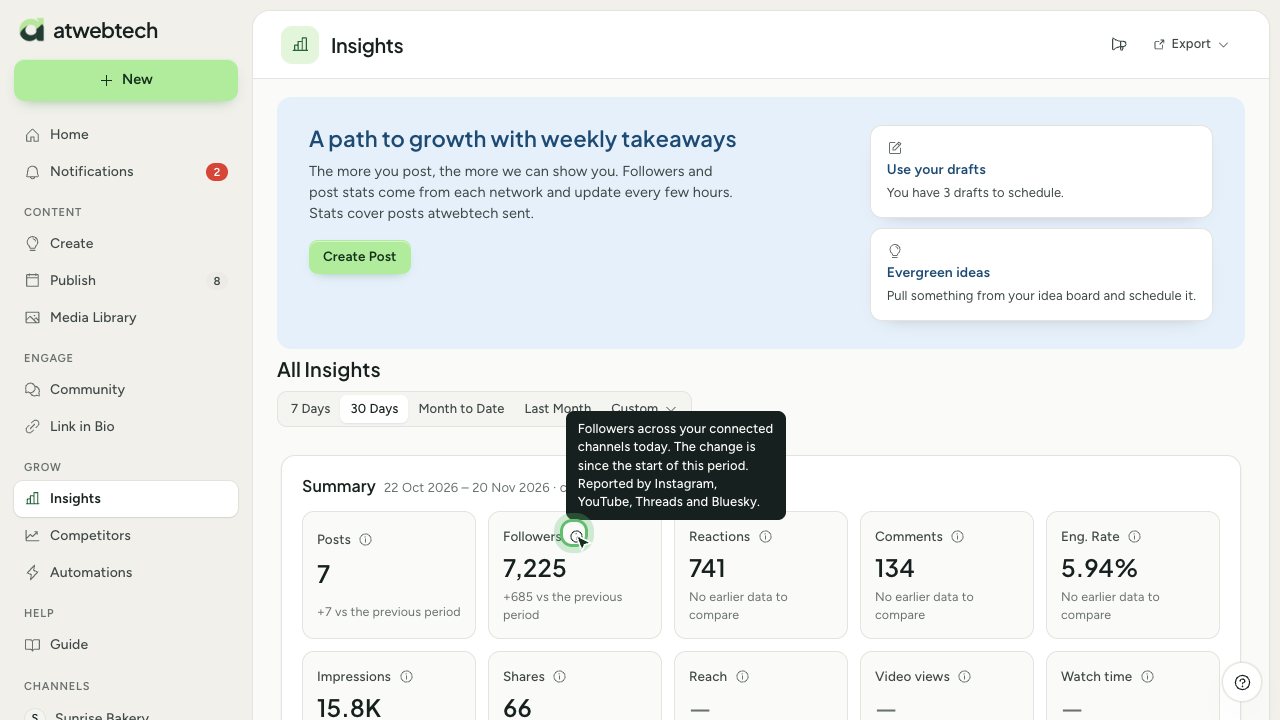 atwebtech
New
Home
Notifications 2
CONTENT
Create
Publish 8
Media Library
ENGAGE
Community
Link in Bio
GROW
Insights
Competitors
Automations
HELP
Guide
CHANNELS
S Sunrise Bakery
Insights
Export
A path to growth with weekly takeaways
The more you post, the more we can show you. Followers and
post stats come from each network and update every few hours.
Stats cover posts atwebtech sent.
Create Post
Use your drafts
You have 3 drafts to schedule.
Evergreen ideas
Pull something from your idea board and schedule it.
All Insights
7 Days 30 Days Month to Date Last Month Custom
Followers across your connected
channels today. The change is
since the start of this period.
Reported by Instagram,
YouTube, Threads and Bluesky.
Summary 22 Oct 2026 – 20 Nov 2026 ·
Posts
7
+7 vs the previous period
Followers
7,225
+685 vs the previous
period
Reactions
741
No earlier data to
compare
Comments
134
No earlier data to
compare
Eng. Rate
5.94%
No earlier data to
compare
Impressions
15.8K
Shares
66
Reach
—
Video views
—
Watch time
—